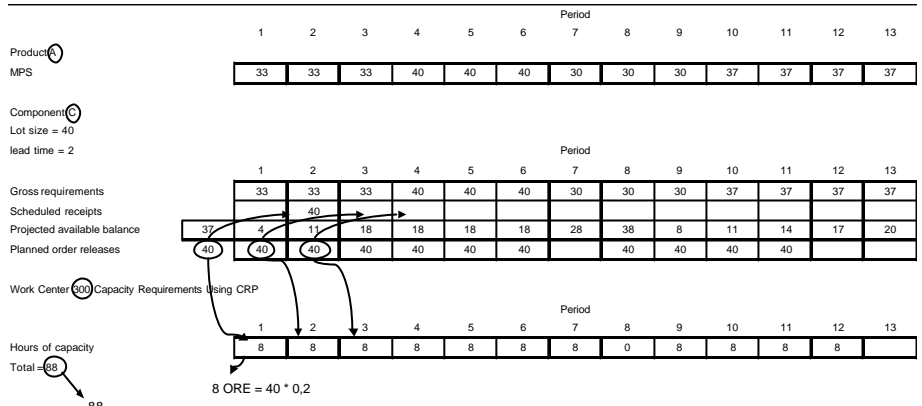 Period
1 2 3 4 5 6 7 8 9 10 11 12 13
Product A
MPS 33 33 33 40 40 40 30 30 30 37 37 37 37
Component C
Lot size = 40
lead time = 2 Period
1 2 3 4 5 6 7 8 9 10 11 12 13
Gross requirements 33 33 33 40 40 40 30 30 30 37 37 37 37
Scheduled receipts 40
Projected available balance 37 4 11 18 18 18 18 28 38 8 11 14 17 20
Planned order releases 40 40 40 40 40 40 40 40 40 40 40
Work Center 300 Capacity Requirements Using CRP
Period
1 2 3 4 5 6 7 8 9 10 11 12 13
Hours of capacity 8 8 8 8 8 8 8 0 8 8 8 8
Total = 88
8 ORE = 40 * 0,2
88